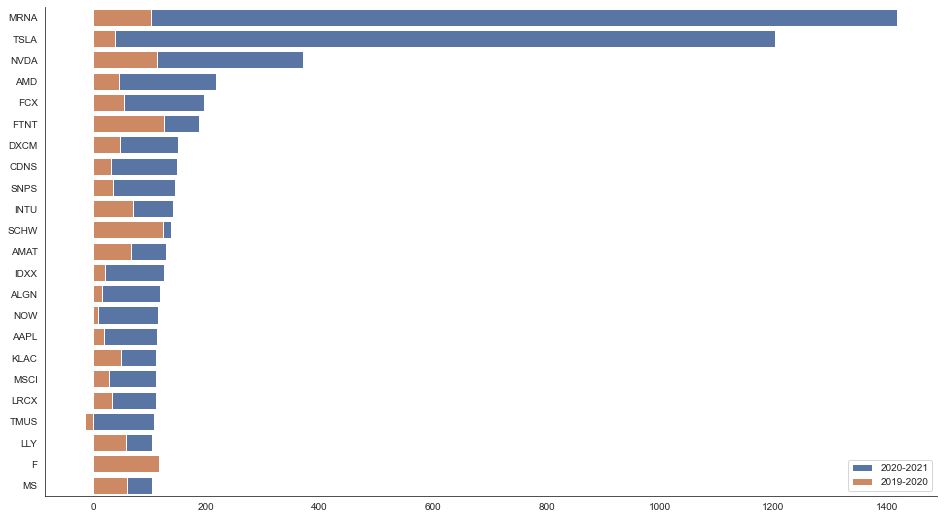 MRNA
TSLA
NVDA
AMD
FCX
FTNT
DXCM
CDNS
SNPS
INTU
SCHW
AMAT
IDXX
ALGN
NOW
AAPL
KLAC
MSCI
LRCX
TMUS
LLY
F
MS
2020-2021
2019-2020
0 200 400 600 800 1000 1200 1400